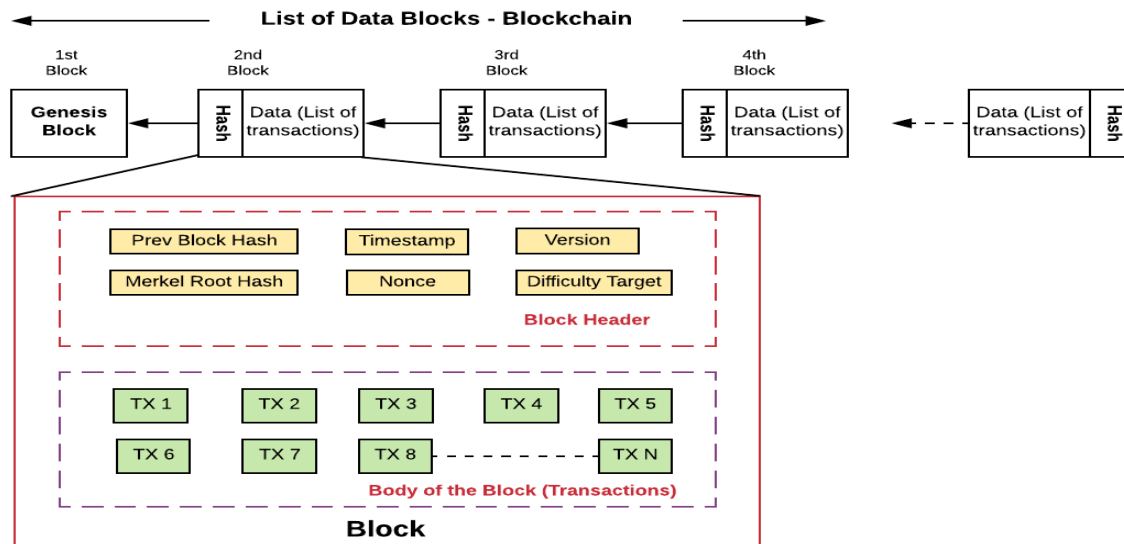 List of Data Blocks - Blockchain
1st
Block
2nd
Block
3rd
Block
4th
Block
Genesis
Block
Hash
Data (List of
transactions)
Hash
Data (List of
transactions)
Hash
Data (List of
transactions)
Data (List of
transactions)
Hash
Prev Block Hash
Timestamp
Version
Merkel Root Hash
Nonce
Difficulty Target
Block Header
TX 1
TX 2
TX 3
TX 4
TX 5
TX 6
TX 7
TX 8
TX N
Body of the Block (Transactions)
Block